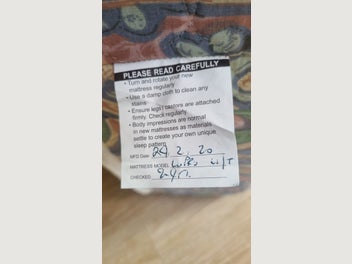 PLEASE READ CAREFULLY
• Turn and rotate your new
mattress regularly
• Use a damp cloth to clean any
stains.
• Ensure legs / castors are attached
firmly. Check regularly.
• Body impressions are normal
in new mattresses as materials
settle to create your own unique
sleep pattern.
MFG Date 24. 2. 20
MATTRESS MODEL
CHECKED